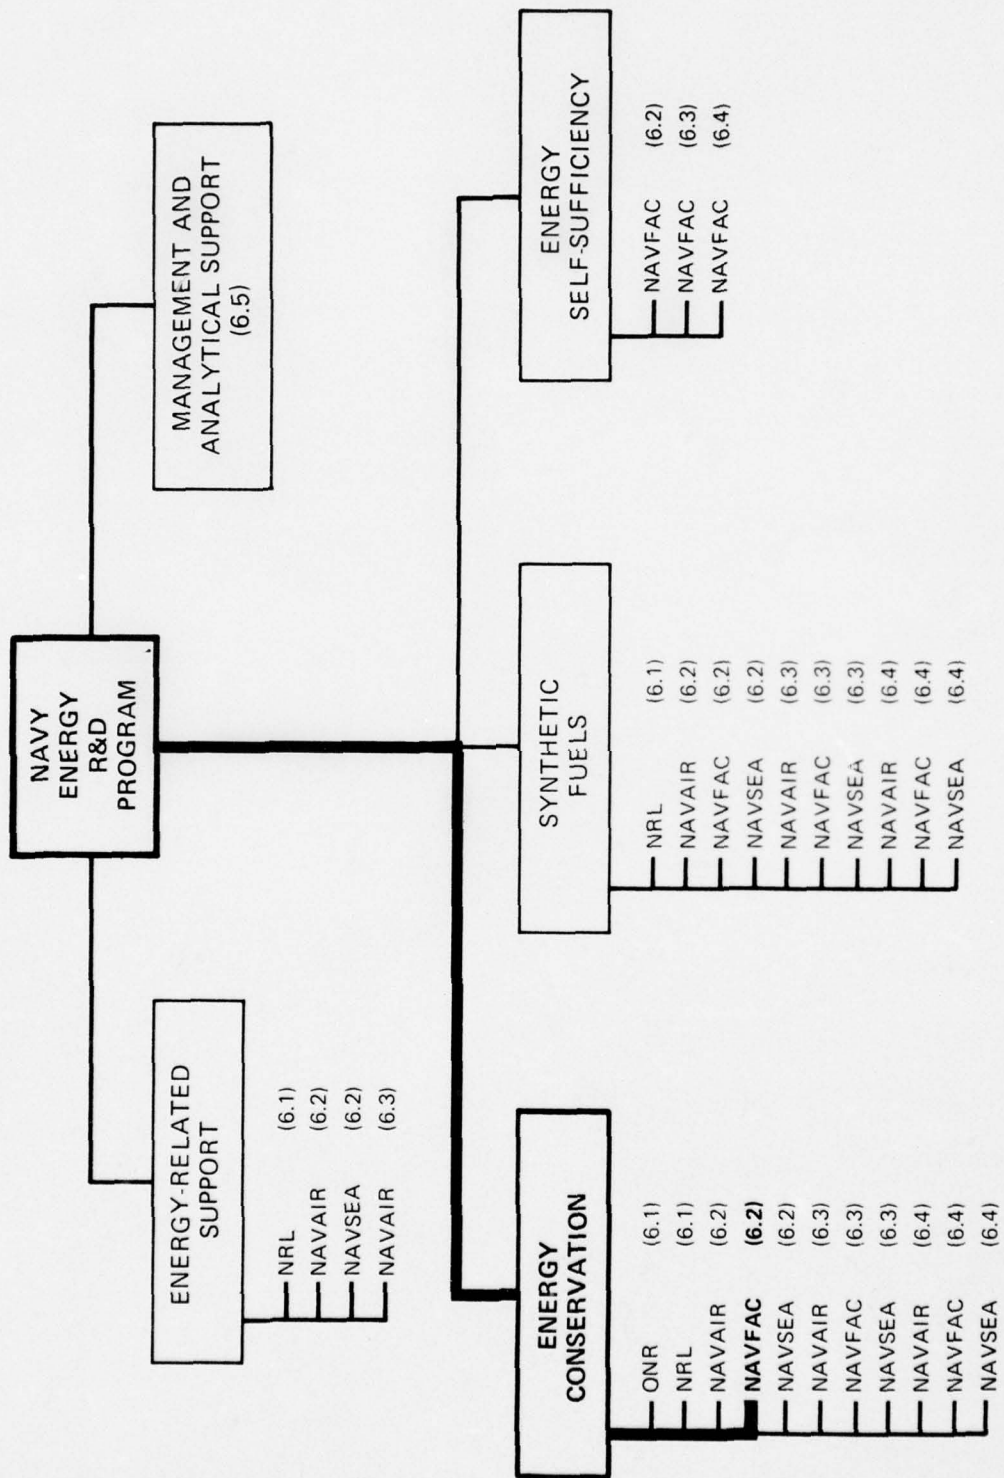 NAVY
ENERGY
R&D
PROGRAM
ENERGY-RELATED
SUPPORT
NRL (6.1)
NAVAIR (6.2)
NAVSEA (6.2)
NAVAIR (6.3)
MANAGEMENT AND
ANALYTICAL SUPPORT
(6.5)
ENERGY
CONSERVATION
ONR (6.1)
NRL (6.1)
NAVAIR (6.2)
NAVFAC (6.2)
NAVSEA (6.2)
NAVAIR (6.3)
NAVFAC (6.3)
NAVSEA (6.3)
NAVAIR (6.4)
NAVFAC (6.4)
NAVSEA (6.4)
SYNTHETIC
FUELS
NRL (6.1)
NAVAIR (6.2)
NAVFAC (6.2)
NAVSEA (6.2)
NAVAIR (6.3)
NAVFAC (6.3)
NAVSEA (6.3)
NAVAIR (6.4)
NAVFAC (6.4)
NAVSEA (6.4)
ENERGY
SELF-SUFFICIENCY
NAVFAC (6.2)
NAVFAC (6.3)
NAVFAC (6.4)